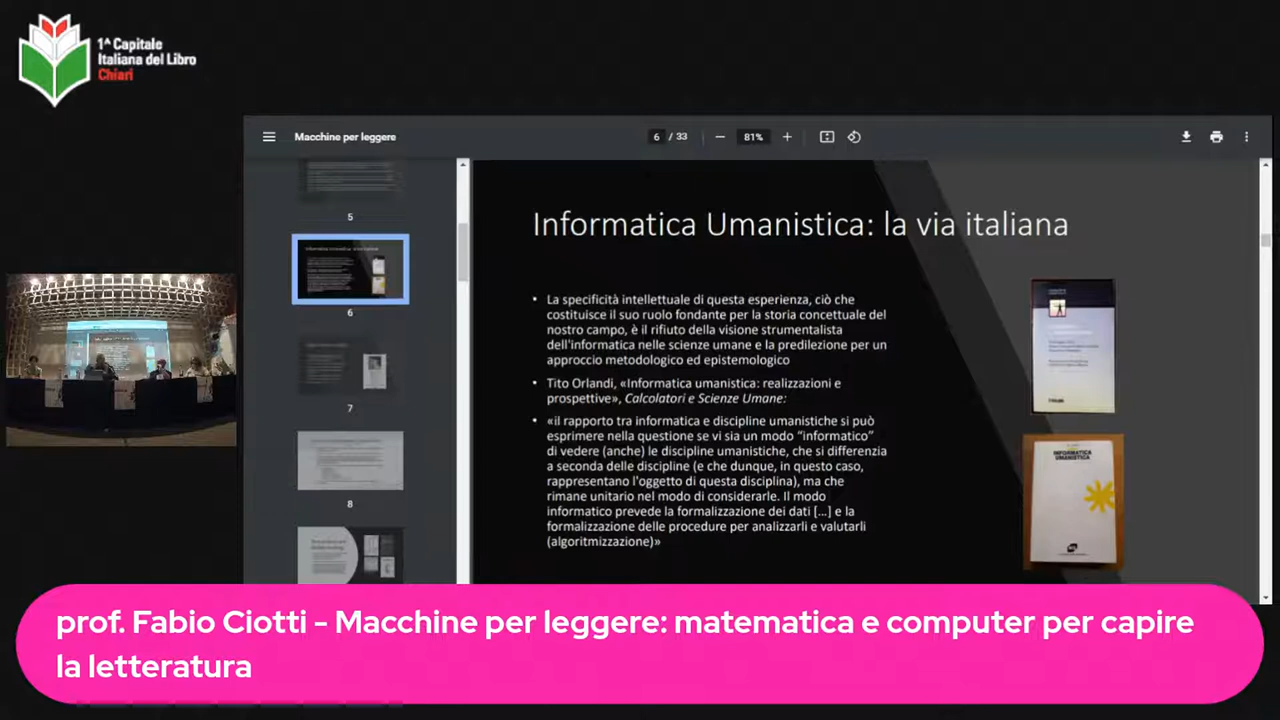 1^ Capitale
Italiana del Libro
Chiari
Macchine per leggere
6 / 33
81%
5
6
7
8
Informatica Umanistica: la via italiana
• La specificità intellettuale di questa esperienza, ciò che
costituisce il suo ruolo fondante per la storia concettuale del
nostro campo, è il rifiuto della visione strumentalista
dell'informatica nelle scienze umane e la predilezione per un
approccio metodologico ed epistemologico
• Tito Orlandi, «Informatica umanistica: realizzazioni e
prospettive», Calcolatori e Scienze Umane:
• «il rapporto tra informatica e discipline umanistiche si può
esprimere nella questione se vi sia un modo "informatico"
di vedere (anche) le discipline umanistiche, che si differenzia
a seconda delle discipline (e che dunque, in questo caso,
rappresentano l'oggetto di questa disciplina), ma che
rimane unitario nel modo di considerarle. Il modo
informatico prevede la formalizzazione dei dati […] e la
formalizzazione delle procedure per analizzarli e valutarli
(algoritmizzazione)»
INFORMATICA
UMANISTICA
prof. Fabio Ciotti - Macchine per leggere: matematica e computer per capire
la letteratura